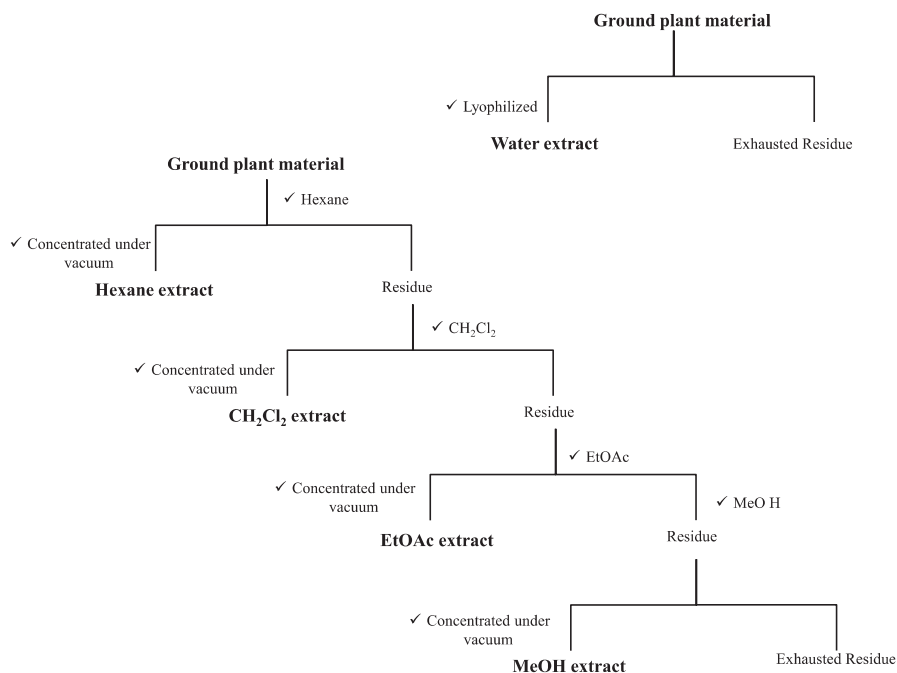 Ground plant material
✓ Lyophilized
Water extract
Exhausted Residue
Ground plant material
✓ Hexane
✓ Concentrated under
vacuum
Hexane extract
Residue
✓ CH₂Cl₂
✓ Concentrated under
vacuum
CH₂Cl₂ extract
Residue
✓ EtOAc
✓ Concentrated under
vacuum
EtOAc extract
✓ MeO H
Residue
✓ Concentrated under
vacuum
MeOH extract
Exhausted Residue